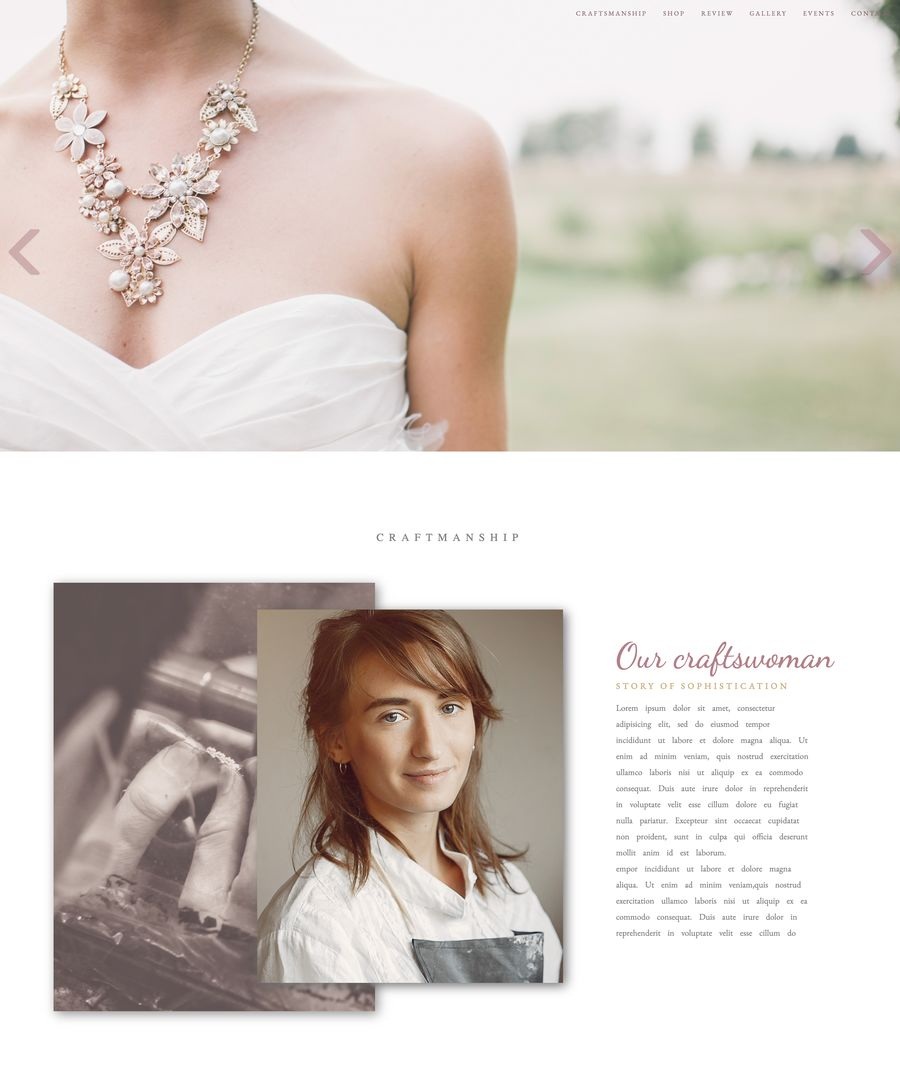 CRAFTSMANSHIP SHOP REVIEW GALLERY EVENTS
CRAFTMANSHIP
Our craftswoman
STORY OF SOPHISTICATION
Lorem ipsum dolor sit amet, consectetur
adipisicing elit, sed do eiusmod tempor
incididunt ut labore et dolore magna aliqua. Ut
enim ad minim veniam, quis nostrud exercitation
ullamco laboris nisi ut aliquip ex ea commodo
consequat. Duis aute irure dolor in reprehenderit
in voluptate velit esse cillum dolore eu fugiat
nulla pariatur. Excepteur sint occaecat cupidatat
non proident, sunt in culpa qui officia deserunt
mollit anim id est laborum.
empor incididunt ut labore et dolore magna
aliqua. Ut enim ad minim veniam,quis nostrud
exercitation ullamco laboris nisi ut aliquip ex ea
commodo consequat. Duis aute irure dolor in
reprehenderit in voluptate velit esse cillum do